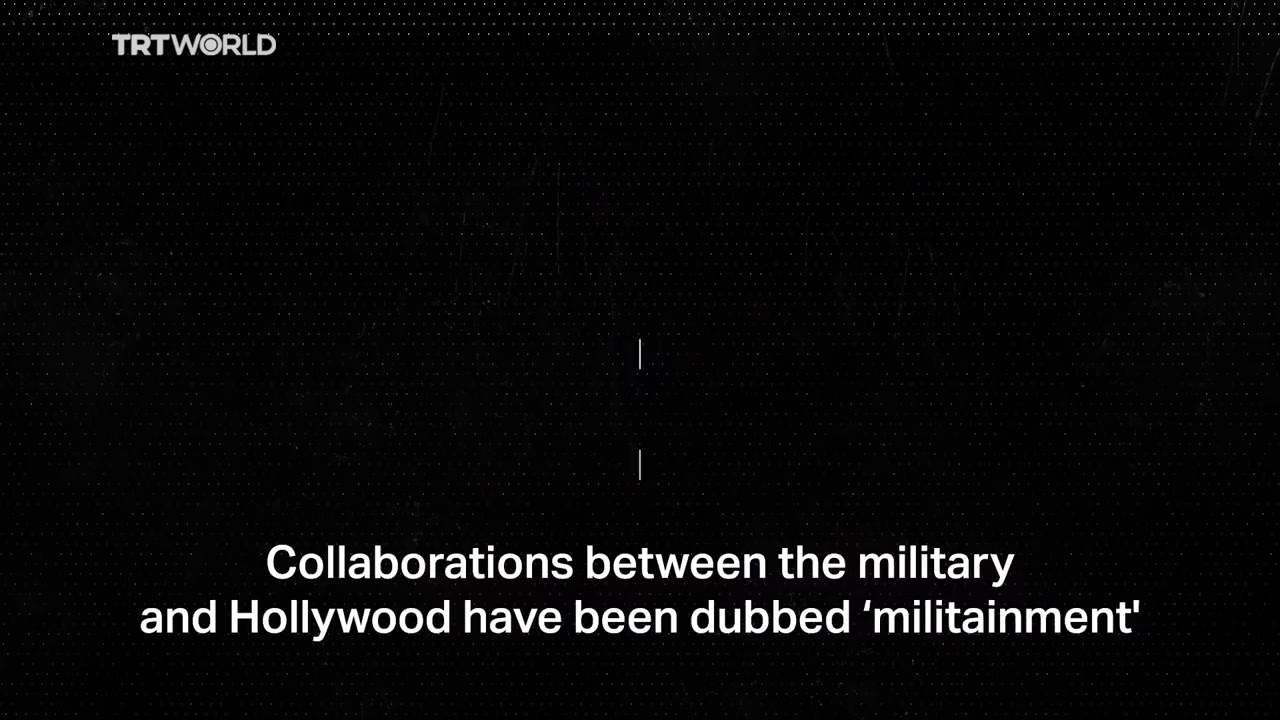 TRTWORLD
Collaborations between the military
and Hollywood have been dubbed ‘militainment'